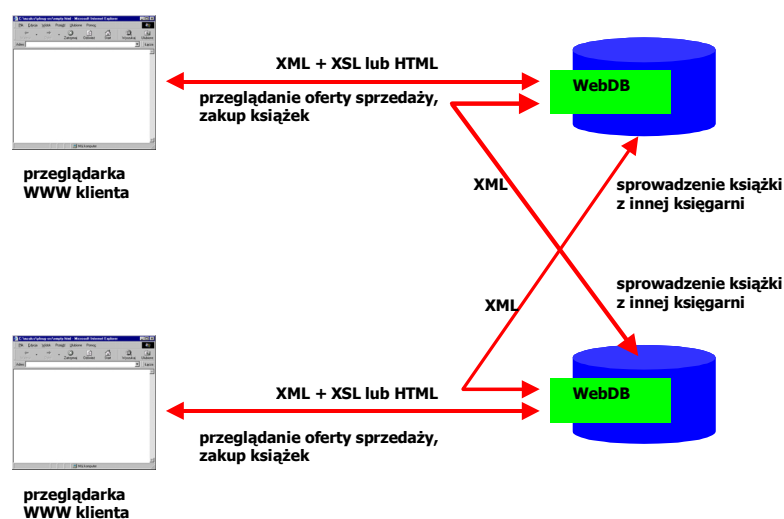 XML + XSL lub HTML
WebDB
przeglądanie oferty sprzedaży,
zakup książek
przeglądarka
WWW klienta
XML
sprowadzenie książki
z innej księgarni
sprowadzenie książki
z innej księgarni
XML
XML + XSL lub HTML
WebDB
przeglądanie oferty sprzedaży,
zakup książek
przeglądarka
WWW klienta